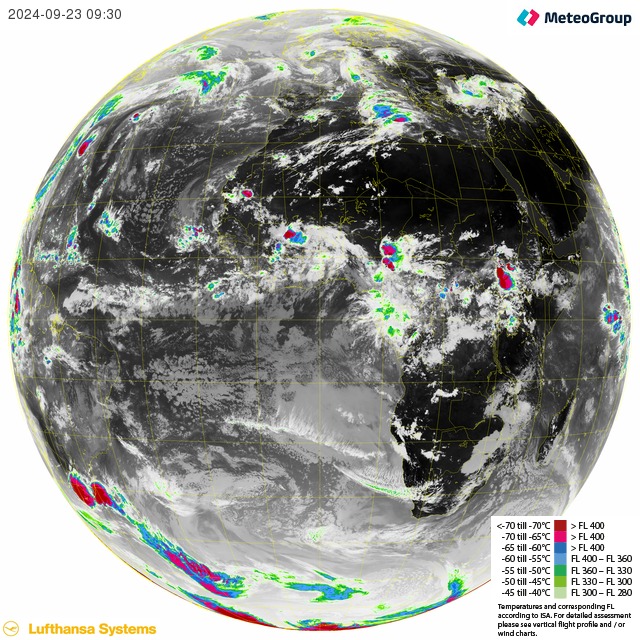 2024-09-23 09:30
MeteoGroup
<-70 till -70°C > FL 400
-70 till -65°C > FL 400
-65 till -60°C > FL 400
-60 till -55°C FL 400 – FL 360
-55 till -50°C FL 360 – FL 330
-50 till -45°C FL 330 – FL 300
-45 till -40°C FL 300 – FL 280
Temperatures and corresponding FL
according to ISA. For detailed assessment
please see vertical of flight profile and / or
wind charts.
Lufthansa Systems